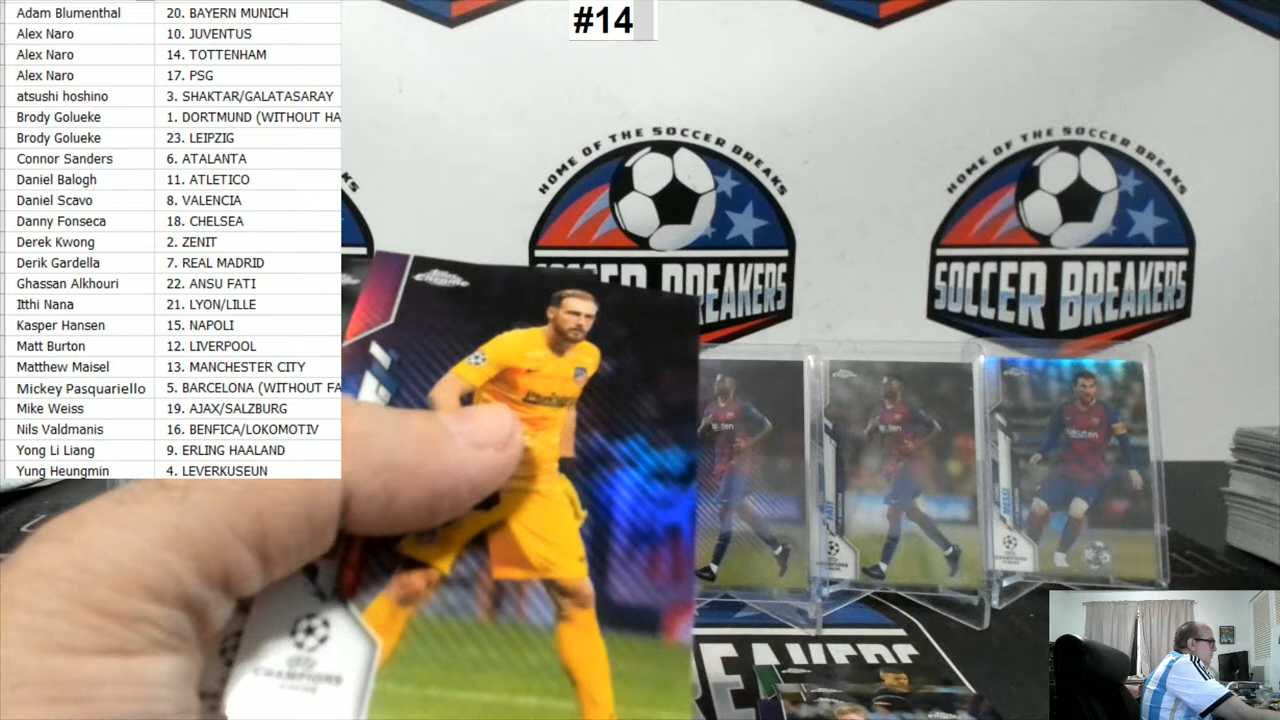 #14
Adam Blumenthal 20. BAYERN MUNICH
Alex Naro 10. JUVENTUS
Alex Naro 14. TOTTENHAM
Alex Naro 17. PSG
atsushi hoshino 3. SHAKTAR/GALATASARAY
Brody Golueke 1. DORTMUND (WITHOUT HA
Brody Golueke 23. LEIPZIG
Connor Sanders 6. ATALANTA
Daniel Balogh 11. ATLETICO
Daniel Scavo 8. VALENCIA
Danny Fonseca 18. CHELSEA
Derek Kwong 2. ZENIT
Derik Gardella 7. REAL MADRID
Ghassan Alkhouri 22. ANSU FATI
Itthi Nana 21. LYON/LILLE
Kasper Hansen 15. NAPOLI
Matt Burton 12. LIVERPOOL
Matthew Maisel 13. MANCHESTER CITY
Mickey Pasquariello 5. BARCELONA (WITHOUT FA
Mike Weiss 19. AJAX/SALZBURG
Nils Valdmanis 16. BENFICA/LOKOMOTIV
Yong Li Liang 9. ERLING HAALAND
Yung Heungmin 4. LEVERKUSEUN
HOME OF THE SOCCER BREAKS
BREAKERS
HOME OF THE SOCCER BREAKS
SOCCER BREAKERS
KS
Chrome
FATI
MESSI
CHAMPIONS